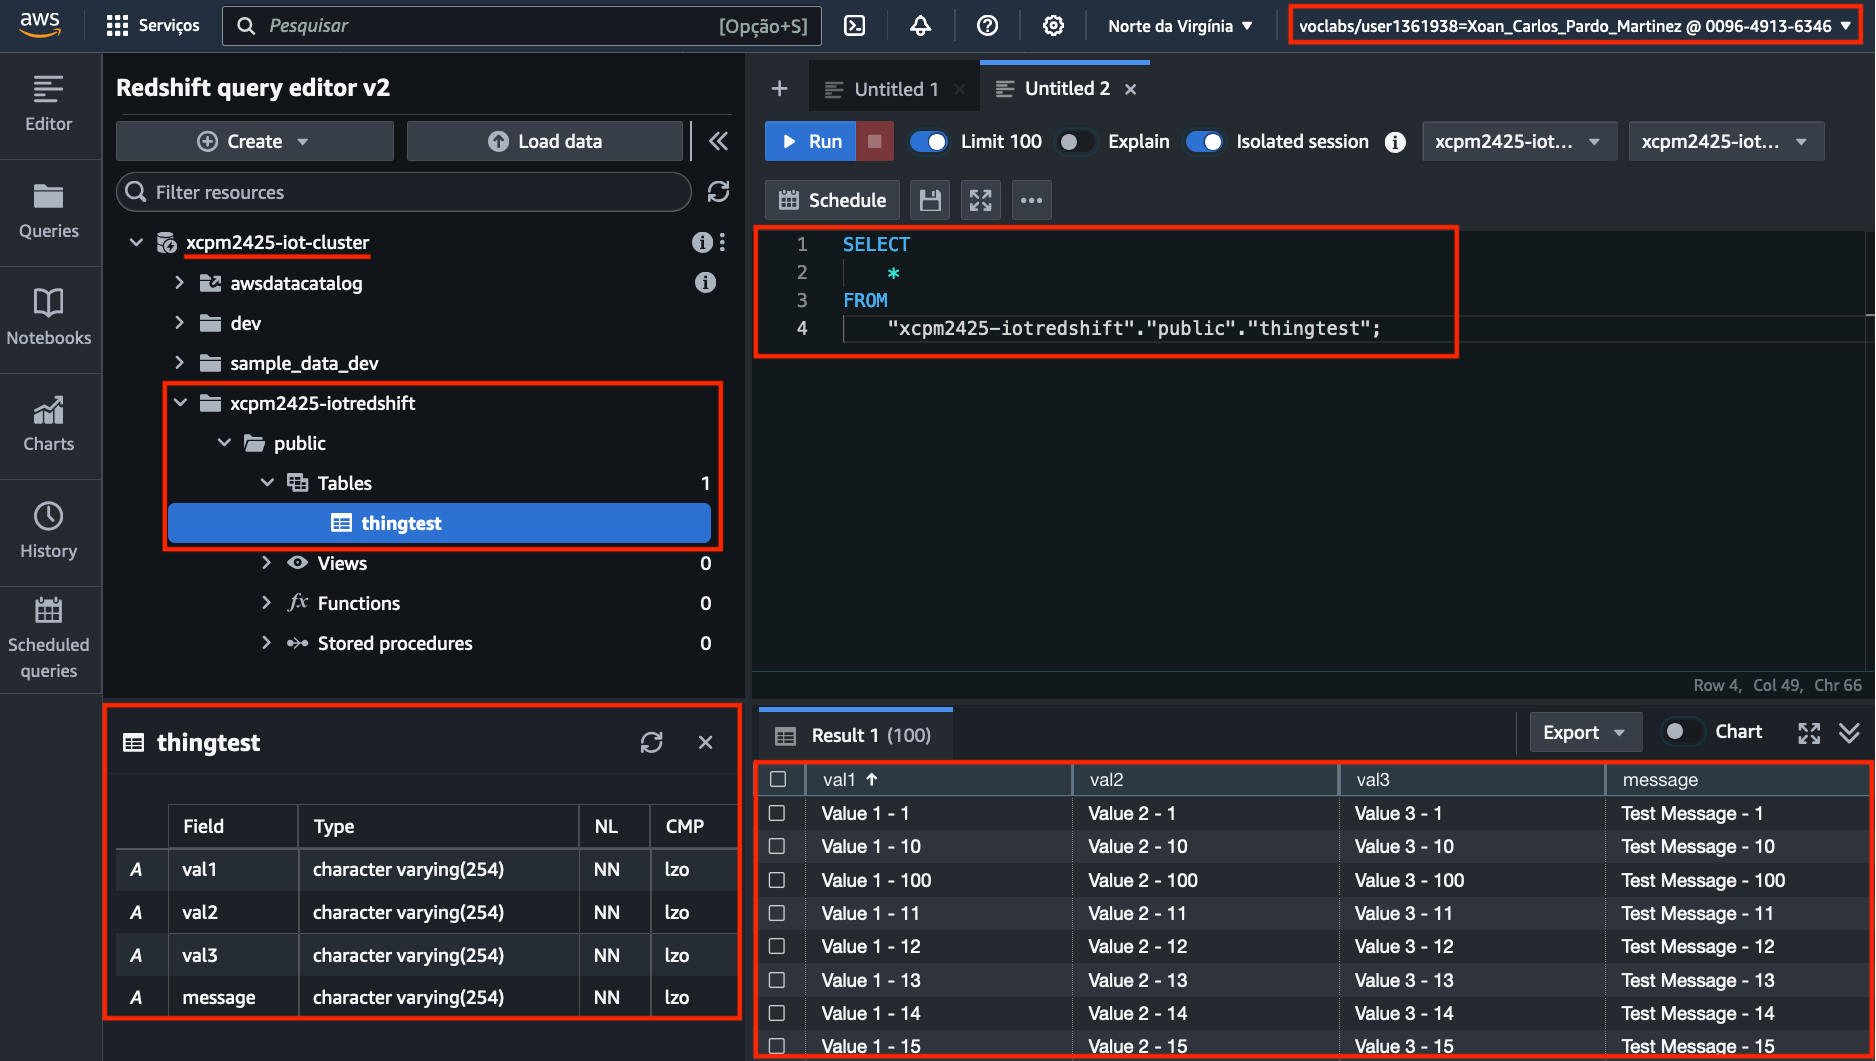 aws
Serviços
Pesquisar
[Opção+S]
Norte da Virgínia
voclabs/user1361938=Xoan_Carlos_Pardo_Martinez @ 0096-4913-6346
Editor
Queries
Notebooks
Charts
History
Scheduled
queries
Redshift query editor v2
Create
Load data
Filter resources
xcpm2425-iot-cluster
awsdatacatalog
dev
sample_data_dev
xcpm2425-iotredshift
public
Tables 1
thingtest
Views 0
fx Functions 0
Stored procedures 0
Untitled 1
Untitled 2
Run
Limit 100
Explain
Isolated session
xcpm2425-iot...
xcpm2425-iot...
Schedule
1 SELECT
2 *
3 FROM
4 "xcpm2425-iotredshift"."public"."thingtest";
Row 4, Col 49, Chr 66
thingtest
Field Type NL CMP
A val1 character varying(254) NN lzo
A val2 character varying(254) NN lzo
A val3 character varying(254) NN lzo
A message character varying(254) NN lzo
Result 1 (100)
Export
Chart
val1 val2 val3 message
Value 1 - 1 Value 2 - 1 Value 3 - 1 Test Message - 1
Value 1 - 10 Value 2 - 10 Value 3 - 10 Test Message - 10
Value 1 - 100 Value 2 - 100 Value 3 - 100 Test Message - 100
Value 1 - 11 Value 2 - 11 Value 3 - 11 Test Message - 11
Value 1 - 12 Value 2 - 12 Value 3 - 12 Test Message - 12
Value 1 - 13 Value 2 - 13 Value 3 - 13 Test Message - 13
Value 1 - 14 Value 2 - 14 Value 3 - 14 Test Message - 14
Value 1 - 15 Value 2 - 15 Value 3 - 15 Test Message - 15